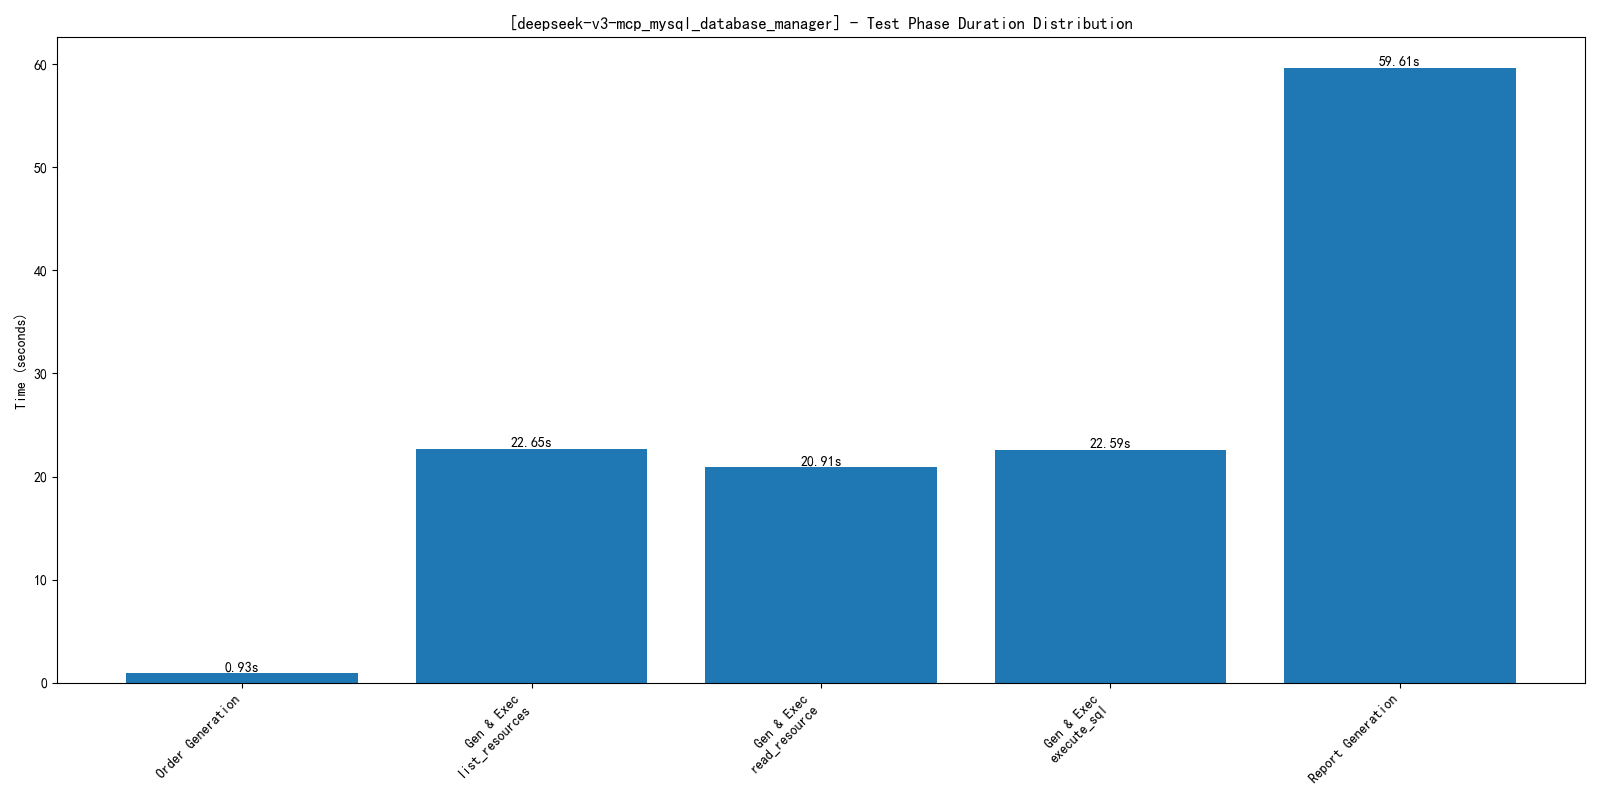 [deepseek-v3-mcp_mysql_database_manager] - Test Phase Duration Distribution
Time (seconds)
60
50
40
30
20
10
0
0.93s
22.65s
20.91s
22.59s
59.61s
Order Generation
Gen & Exec
list_resources
Gen & Exec
read_resource
Gen & Exec
execute_sql
Report Generation